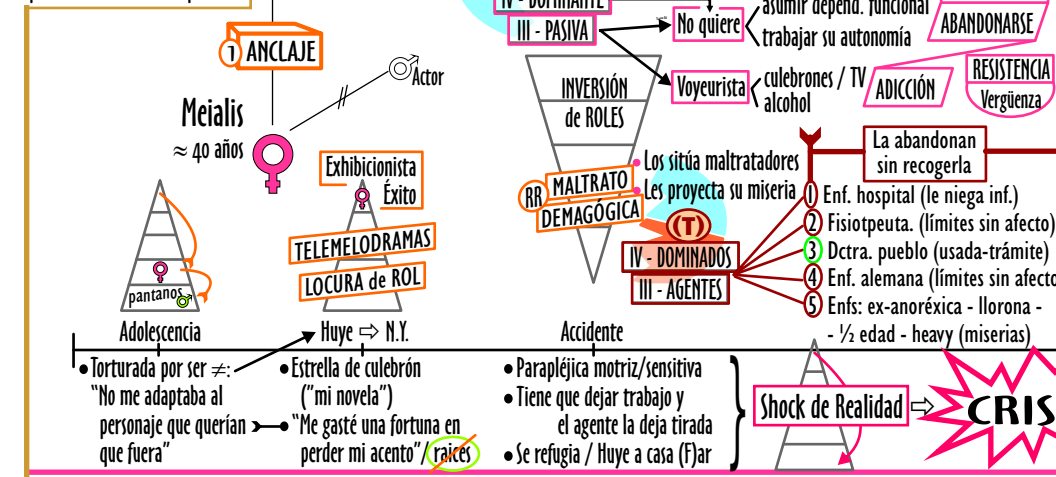 IV - DOMINANTE
III - PASIVA
No quiere
asumir depend. funcional
trabajar su autonomía
ABANDONARSE
1 ANCLAJE
Actor
INVERSIÓN
de ROLES
Voyeurista
culebrones / TV
alcohol
ADICCIÓN
RESISTENCIA
Vergüenza
Meialis
≈ 40 años
Exhibicionista
Éxito
La abandonan
sin recogerla
• Los sitúa maltratadores
• Les proyecta su miseria
RR MALTRATO
DEMAGÓGICA
(T)
IV - DOMINADOS
III - AGENTES
1 Enf. hospital (le niega inf.)
2 Fisiotpeuta. (límites sin afecto)
3 Dctra. pueblo (usada-trámite)
4 Enf. alemana (límites sin afecto
5 Enfs: ex-anoréxica - llorona -
- ½ edad - heavy (miserias)
TELEMELODRAMAS
LOCURA de ROL
pantanos
Adolescencia
Huye ⇨ N.Y.
Accidente
• Torturada por ser ≠:
"No me adaptaba al
personaje que querían
que fuera"
• Estrella de culebrón
("mi novela")
• "Me gasté una fortuna en
perder mi acento"/ raices
• Parapléjica motriz/sensitiva
• Tiene que dejar trabajo y
el agente la deja tirada
• Se refugia / Huye a casa (F)ar
Shock de Realidad ⇨
CRIS